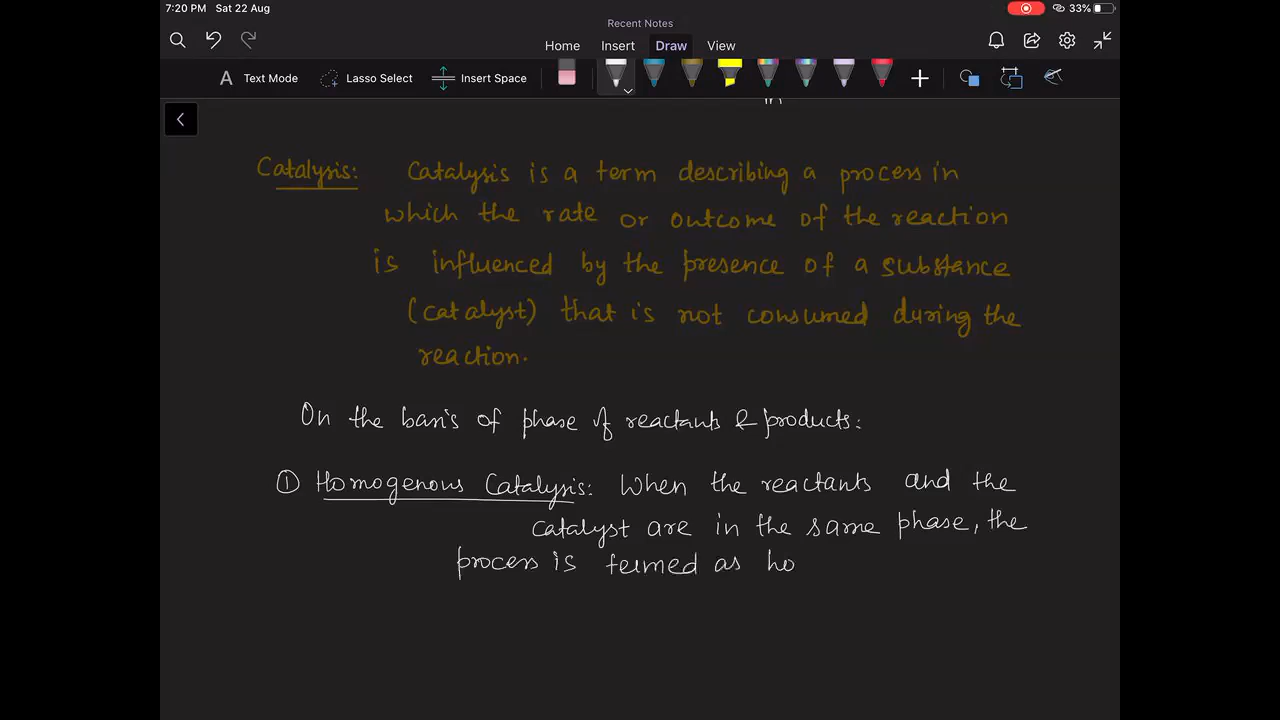 7:20 PM Sat 22 Aug
33%
Recent Notes
Home Insert Draw View
Text Mode Lasso Select Insert Space
in
Catalysis: Catalysis is a term describing a process in
which the rate or outcome of the reaction
is influenced by the presence of a substance
(catalyst) that is not consumed during the
reaction.
On the basis of phase of reactants & products:
① Homogenous Catalysis: When the reactants and the
catalyst are in the same phase, the
process is termed as ho